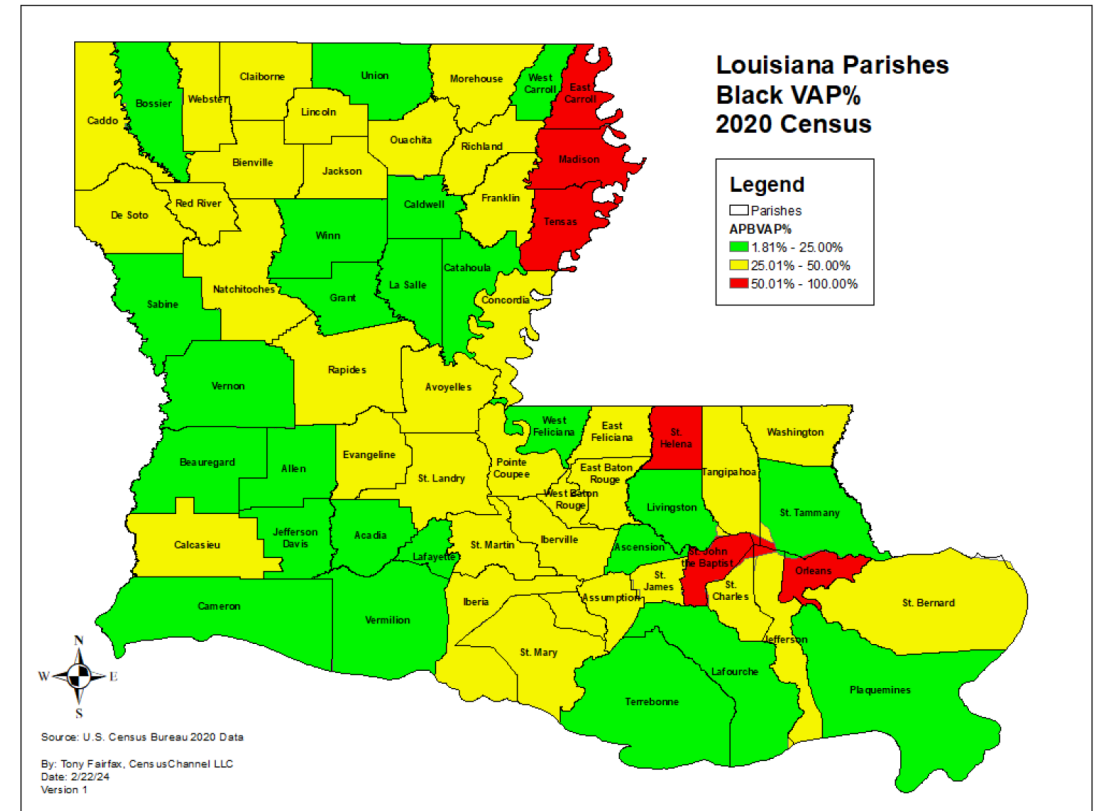 Louisiana Parishes
Black VAP%
2020 Census
Legend
Parishes
APBVAP%
1.81% - 25.00%
25.01% - 50.00%
50.01% - 100.00%
Caddo
Bossier
Webster
Claiborne
Lincoln
Union
Morehouse
West
Carroll
East
Carroll
Ouachita
Richland
Madison
Bienville
Jackson
Franklin
Tensas
De Soto
Red River
Caldwell
Winn
Natchitoches
Grant
La Salle
Catahoula
Concordia
Sabine
Vernon
Rapides
Avoyelles
West
Feliciana
East
Feliciana
St.
Helena
Washington
Tangipahoa
Beauregard
Allen
Evangeline
St. Landry
Pointe
Coupee
East Baton
Rouge
West Baton
Rouge
Livingston
St. Tammany
Calcasieu
Jefferson
Davis
Acadia
Lafayette
St. Martin
Iberville
Ascension
St. John
the Baptist
Orleans
St. Bernard
Cameron
Vermilion
Iberia
Assumption
St.
James
St.
Charles
Jefferson
St. Mary
Terrebonne
Lafourche
Plaquemines
N
W
E
S
Source: U.S. Census Bureau 2020 Data
By: Tony Fairfax, CensusChannel LLC
Date: 2/22/24
Version 1